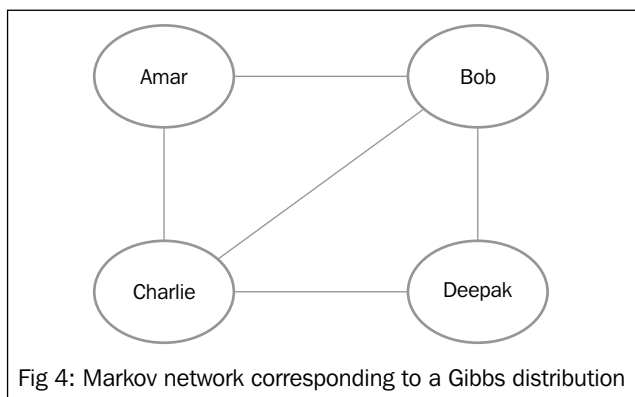 Amar
Bob
Charlie
Deepak
Fig 4: Markov network corresponding to a Gibbs distribution